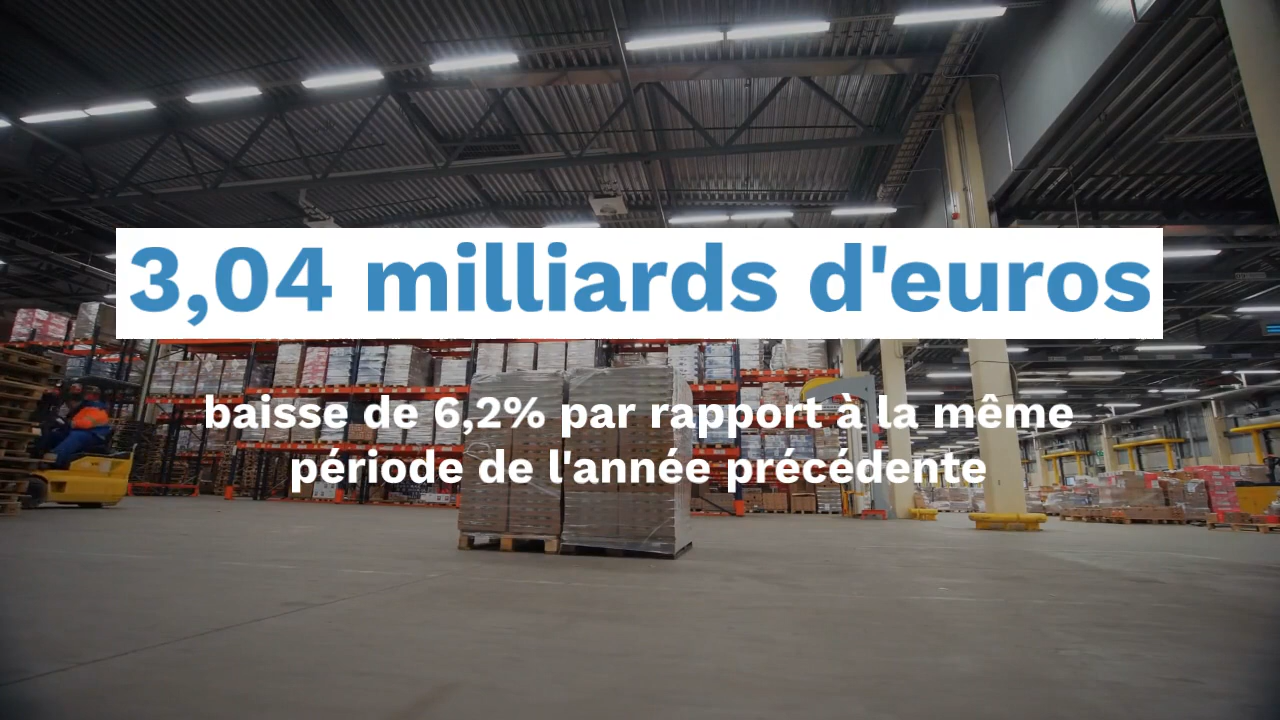 3,04 milliards d'euros
baisse de 6,2% par rapport à la même
période de l'année précédente